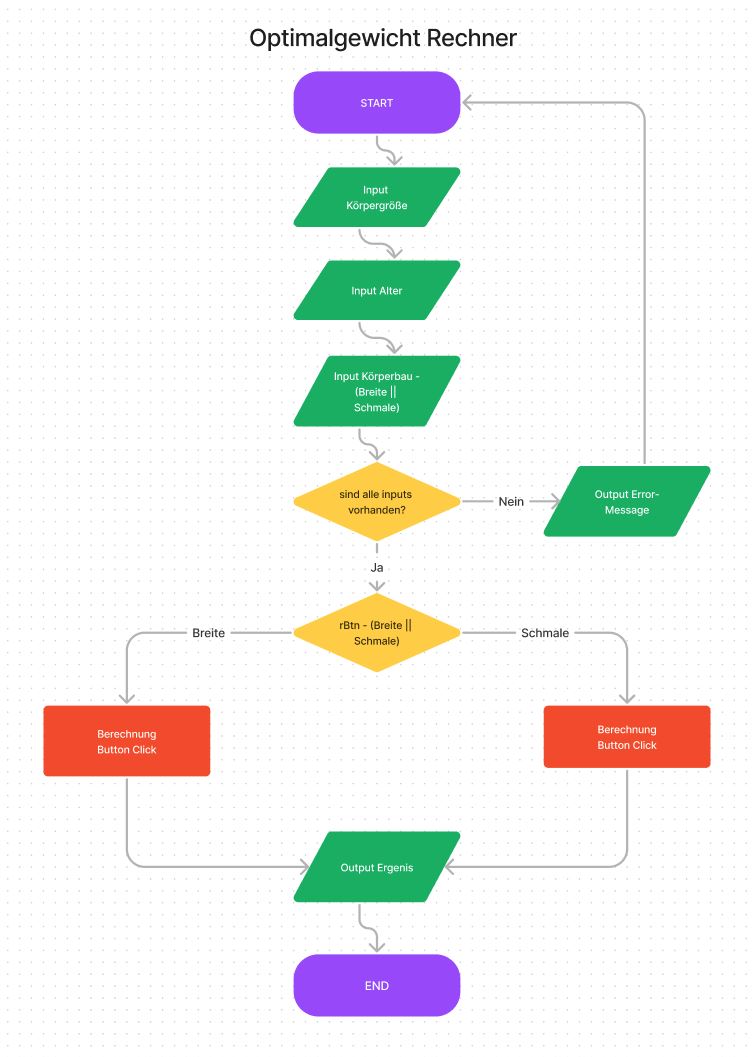 Optimalgewicht Rechner
START
Input
Körpergröße
Input Alter
Input Körperbau -
(Breite ||
Schmale)
sind alle inputs
vorhanden?
Nein
Output Error-
Message
Ja
rBtn - (Breite ||
Schmale)
Breite
Schmale
Berechnung
Button Click
Berechnung
Button Click
Output Ergenis
END